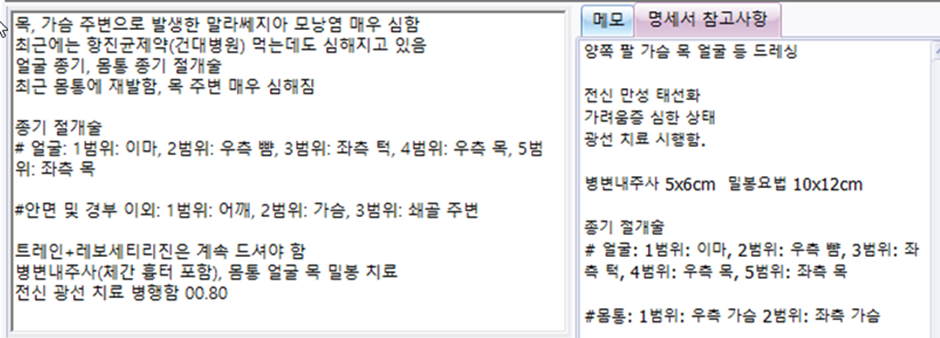 목, 가슴 주변으로 발생한 말라쎄지아 모낭염 매우 심함
최근에는 항진균제약(건대병원) 먹는데도 심해지고 있음
얼굴 종기, 몸통 종기 절개술
최근 몸통에 재발함, 목 주변 매우 심해짐
종기 절개술
# 얼굴: 1범위: 이마, 2범위: 우측 뺨, 3범위: 좌측 턱, 4범위: 우측 목, 5범
위: 좌측 목
#안면 및 경부 이외: 1범위: 어깨, 2범위: 가슴, 3범위: 쇄골 주변
트레인+레보세티리진은 계속 드셔야 함
병변내주사(체간 흉터 포함), 몸통 얼굴 목 밀봉 치료
전신 광선 치료 병행함 00.80
메모
명세서 참고사항
양쪽 팔 가슴 목 얼굴 등 드레싱
전신 만성 태선화
가려움증 심한 상태
광선 치료 시행함.
병변내주사 5x6cm 밀봉요법 10x12cm
종기 절개술
# 얼굴: 1범위: 이마, 2범위: 우측 뺨, 3범위: 좌
측 턱, 4범위: 우측 목, 5범위: 좌측 목
#몸통: 1범위: 우측 가슴 2범위: 좌측 가슴